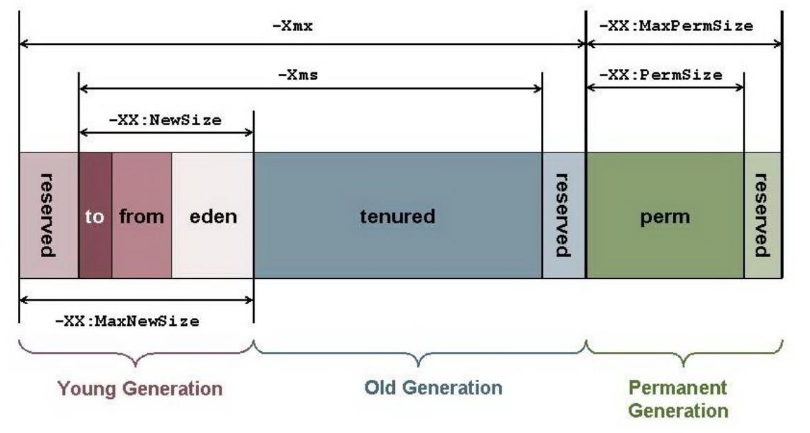 -Xmx
-XX:MaxPermSize
-Xms
-XX:PermSize
-XX:NewSize
reserved
to
from
eden
tenured
reserved
perm
reserved
-XX:MaxNewSize
Young Generation
Old Generation
Permanent
Generation